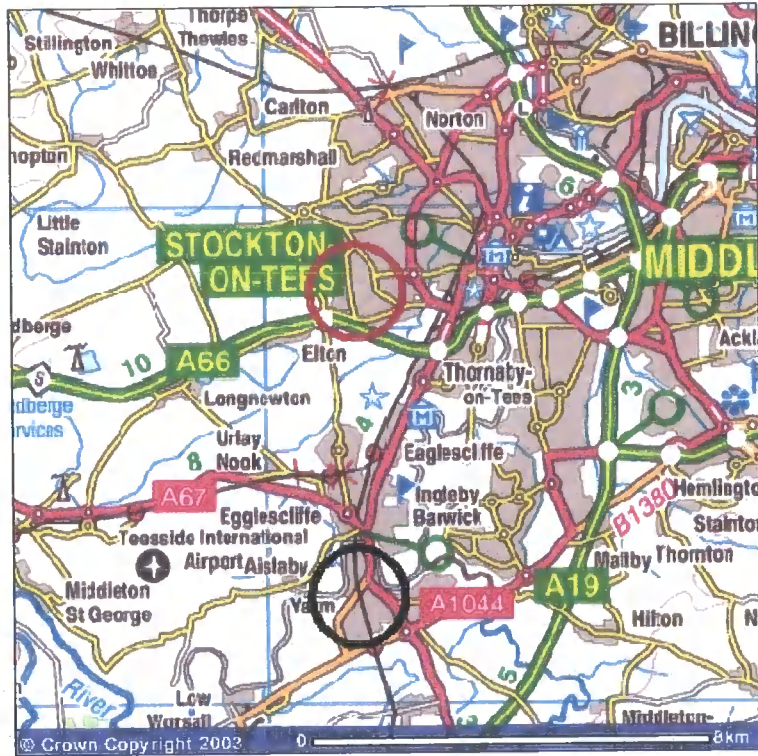 Thorpe
Thewles
BILLIN
Stillington
Whitton
Carlton
Norton
L
Redmarshall
6
Little
Stainton
STOCKTON
ON-TEES
MIDDL
dberge
10
A66
Elton
Ackl
S
Longnewton
Thornaby-
on-Tees
3
4
Urlay
Nook
8
Eaglescliffe
A67
Egglescliffe
Ingleby
Barwick
Hemlingto
B1380
Stainto
Teesside International
Airport
Aislaby
Maltby
Thornton
Middleton
St George
Yarm
A1044
A19
Hilton
N
River
5
Low
Worsall
Middleton-
© Crown Copyright 2003
0
8km